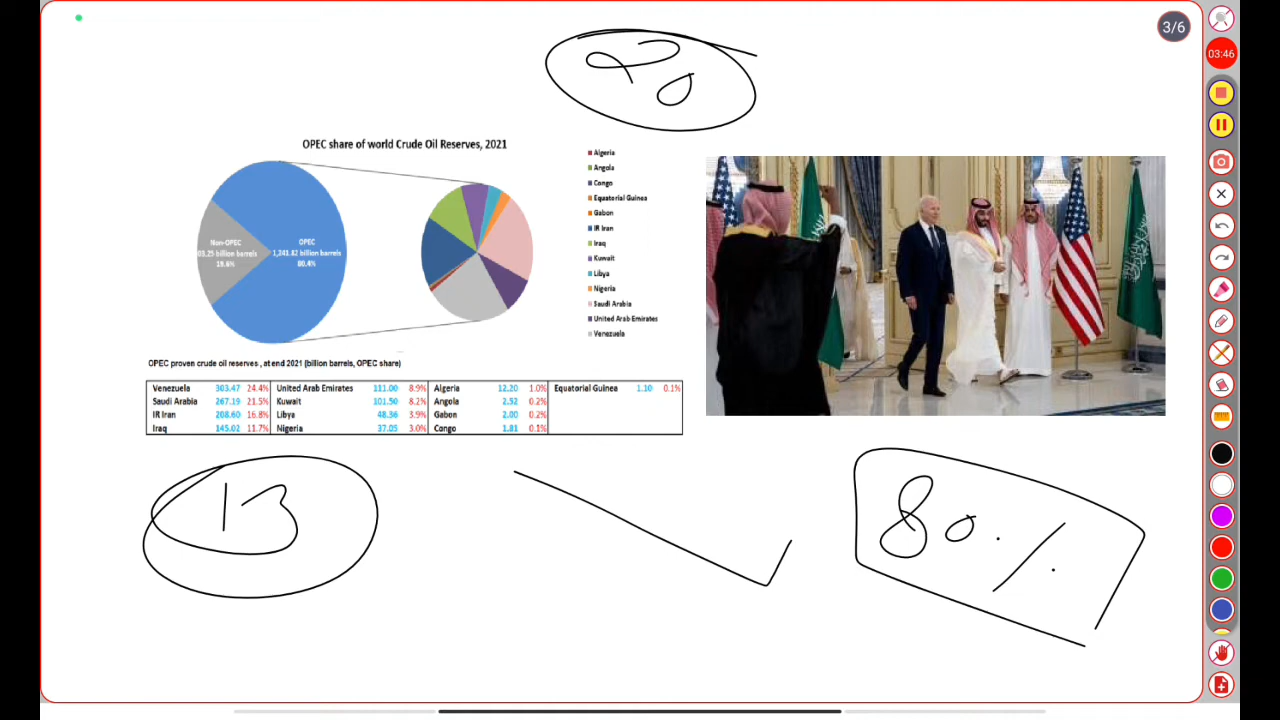 3/6
03:46
20
OPEC share of world Crude Oil Reserves, 2021
Algeria
Angola
Congo
Equatorial Guinea
Gabon
IR Iran
Iraq
Kuwait
Libya
Nigeria
Saudi Arabia
United Arab Emirates
Venezuela
Non-OPEC
billion barrels
19.6%
OPEC
1,241.82 billion barrels
80.4%
OPEC proven crude oil reserves , at end 2021 (billion barrels, OPEC share)
Venezuela 303.47 24.4% United Arab Emirates 111.00 8.9% Algeria 12.20 1.0% Equatorial Guinea 1.10 0.1%
Saudi Arabia 267.19 21.5% Kuwait 101.50 8.2% Angola 2.52 0.2%
IR Iran 208.60 16.8% Libya 48.36 3.9% Gabon 2.00 0.2%
Iraq 145.02 11.7% Nigeria 37.05 3.0% Congo 1.81 0.1%
13
80%